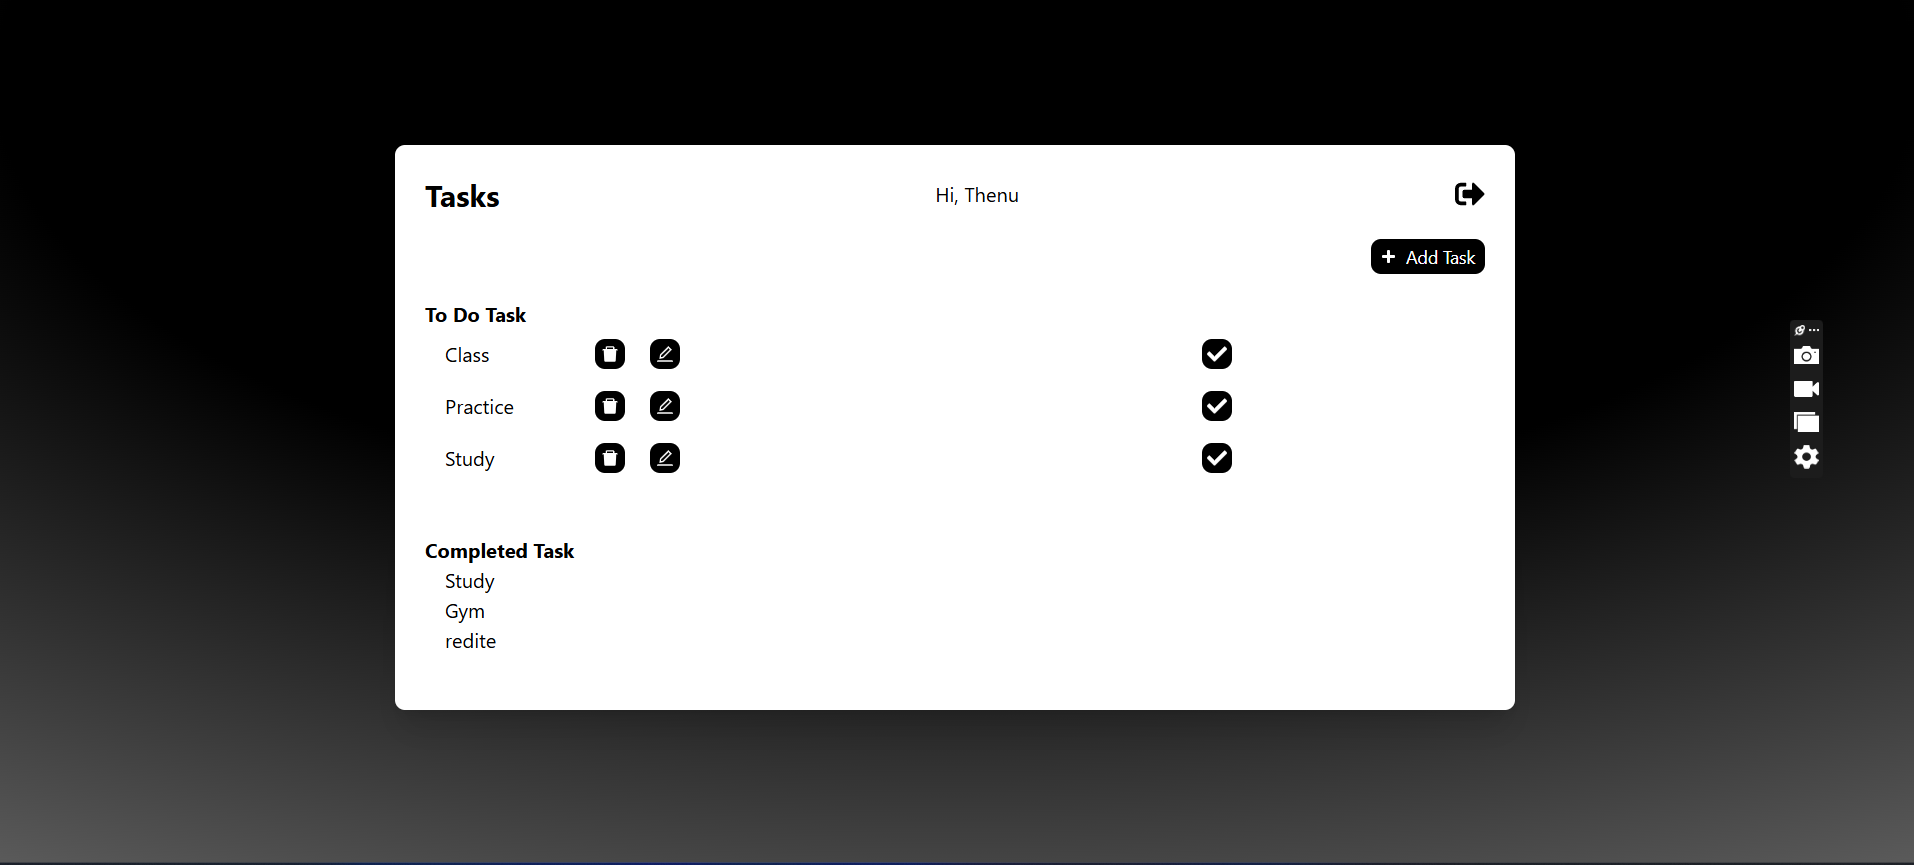 Tasks
Hi, Thenu
Add Task
To Do Task
Class
Practice
Study
Completed Task
Study
Gym
redite